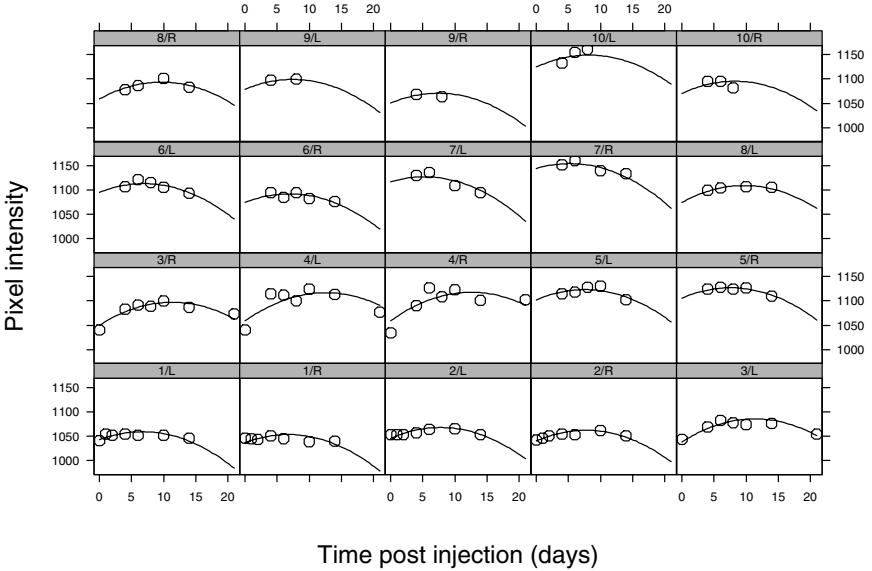 0 5 10 15 20 0 5 10 15 20
8/R 9/L 9/R 10/L 10/R
1150
1100
1050
1000
6/L 6/R 7/L 7/R 8/L
1150
1100
1050
1000
3/R 4/L 4/R 5/L 5/R
1150
1100
1050
1000
1/L 1/R 2/L 2/R 3/L
1150
1100
1050
1000
0 5 10 15 20 0 5 10 15 20 0 5 10 15 20
Pixel intensity
Time post injection (days)